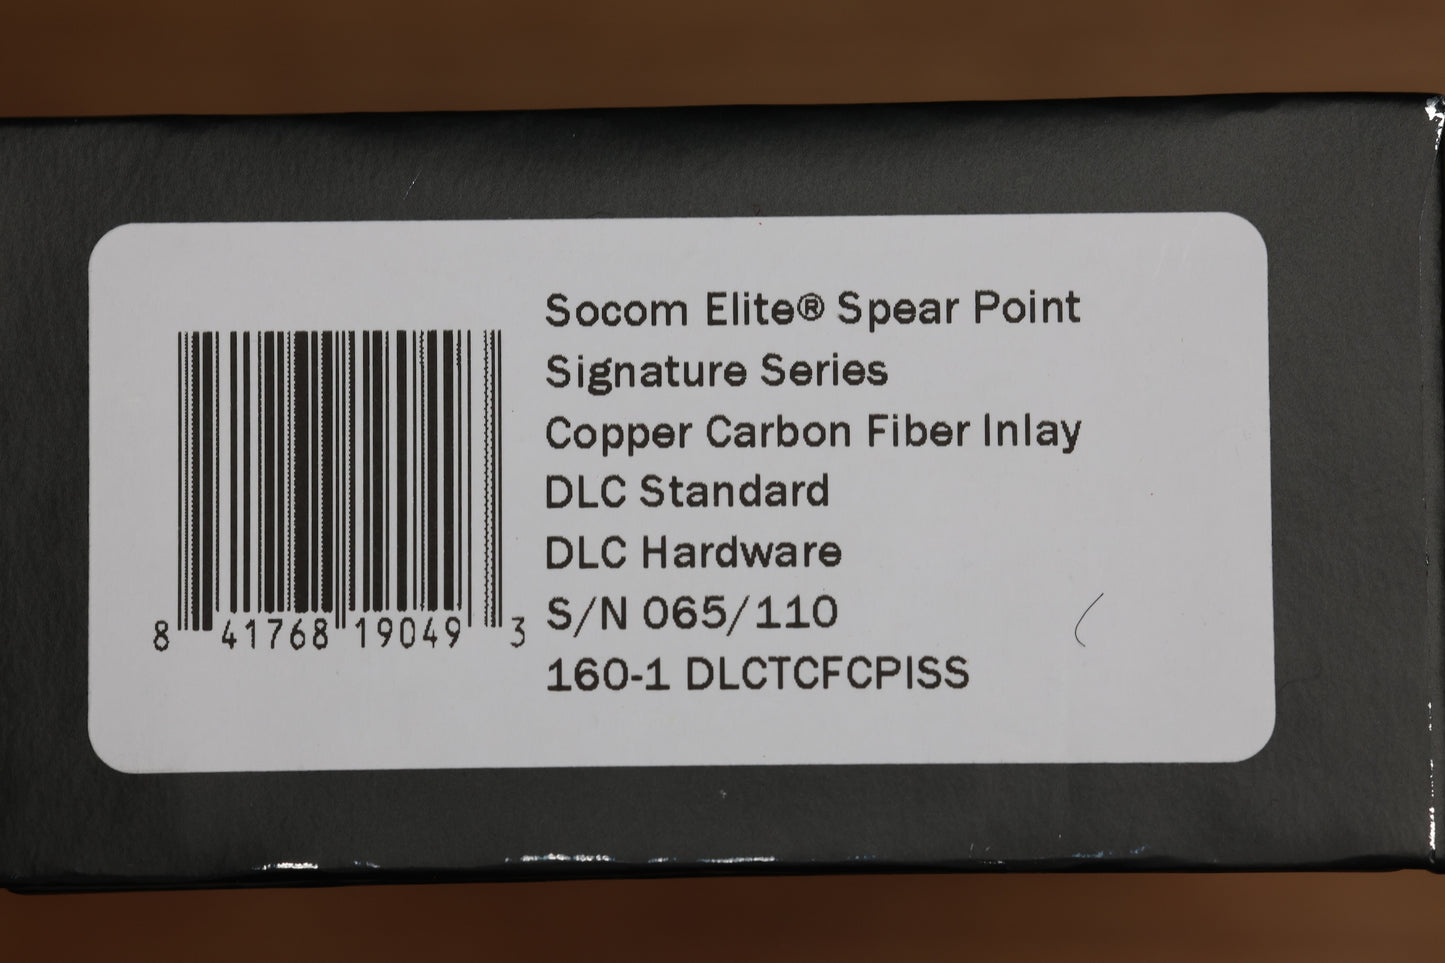 Socom Elite® Spear Point
Signature Series
Copper Carbon Fiber Inlay
DLC Standard
DLC Hardware
S/N 065/110
160-1 DLCTCFCPISS
8 41768 19049 3